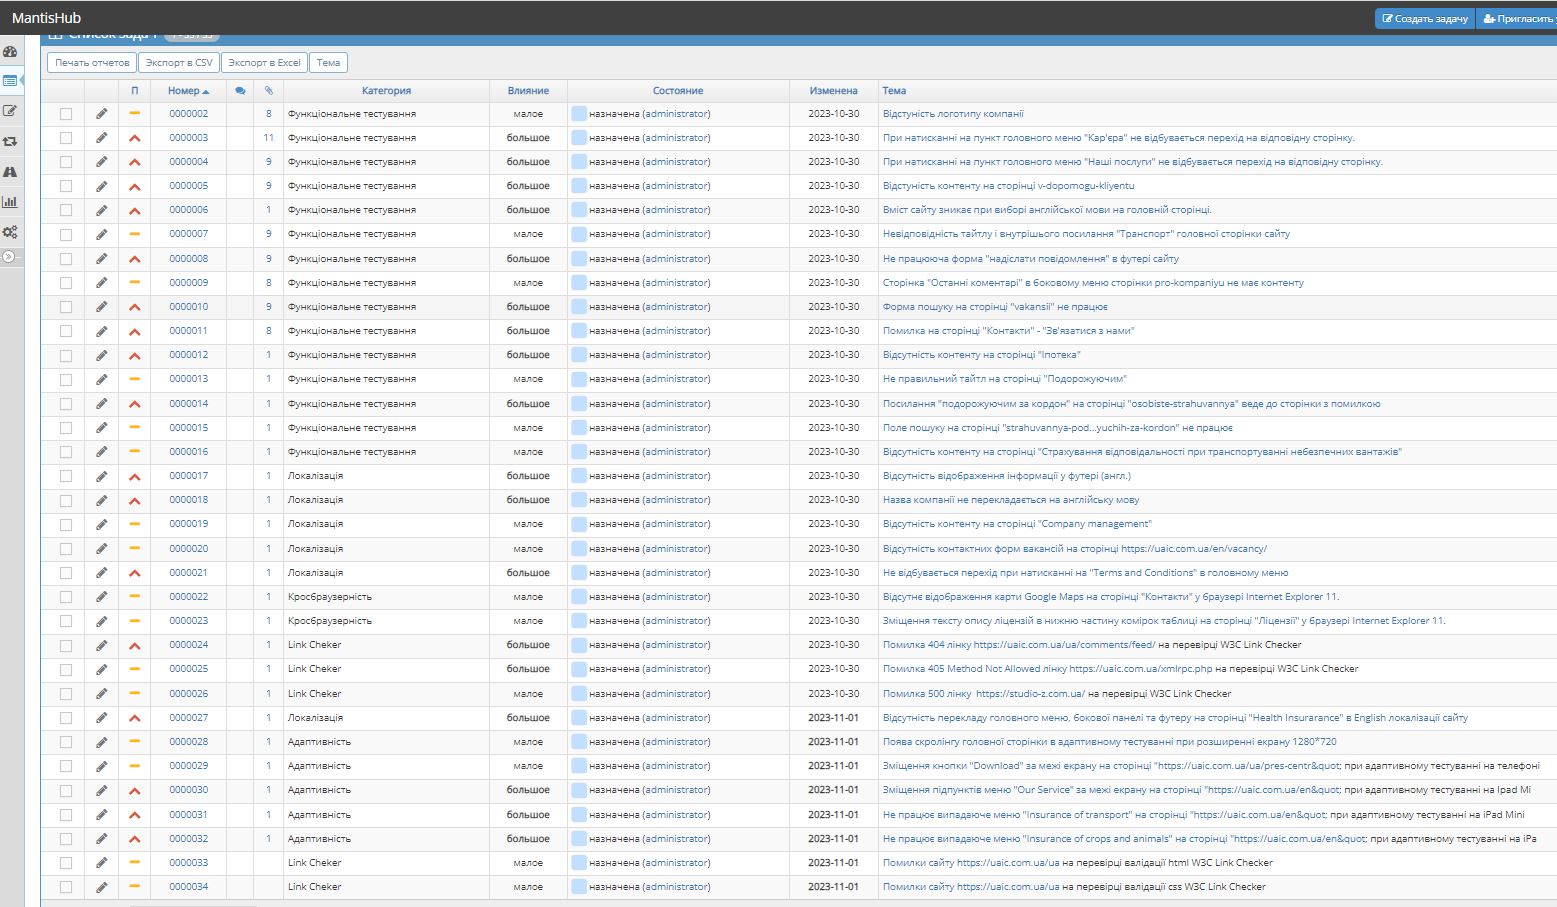 MantisHub
Создать задачу
Пригласить
Печать отчетов Экспорт в CSV Экспорт в Excel Тема
П Номер Категория Влияние Состояние Изменена Тема
0000002 8 Функціональне тестування малое назначена (administrator) 2023-10-30 Відстуність логотипу компанії
0000003 11 Функціональне тестування большое назначена (administrator) 2023-10-30 При натисканні на пункт головного меню "Кар'єра" не відбувається перехід на відповідну сторінку.
0000004 9 Функціональне тестування большое назначена (administrator) 2023-10-30 При натисканні на пункт головного меню "Наші послуги" не відбувається перехід на відповідну сторінку.
0000005 9 Функціональне тестування большое назначена (administrator) 2023-10-30 Відстуність контенту на сторінці v-dopomogu-kliyentu
0000006 1 Функціональне тестування большое назначена (administrator) 2023-10-30 Вміст сайту зникає при виборі англійської мови на головній сторінці.
0000007 9 Функціональне тестування малое назначена (administrator) 2023-10-30 Невідповідність тайтлу і внутрішього посилання "Транспорт" головної сторінки сайту
0000008 9 Функціональне тестування большое назначена (administrator) 2023-10-30 Не працююча форма "надіслати повідомлення" в футері сайту
0000009 8 Функціональне тестування малое назначена (administrator) 2023-10-30 Сторінка "Останні коментарі" в боковому меню сторінки pro-kompaniyu не має контенту
0000010 9 Функціональне тестування большое назначена (administrator) 2023-10-30 Форма пошуку на сторінці "vakansii" не працює
0000011 8 Функціональне тестування большое назначена (administrator) 2023-10-30 Помилка на сторінці "Контакти" - "Зв'язатися з нами"
0000012 1 Функціональне тестування большое назначена (administrator) 2023-10-30 Відсутність контенту на сторінці "Іпотека"
0000013 1 Функціональне тестування малое назначена (administrator) 2023-10-30 Не правильний тайтл на сторінці "Подорожуючим"
0000014 1 Функціональне тестування большое назначена (administrator) 2023-10-30 Посилання "подорожуючим за кордон" на сторінці "osobiste-strahuvannya" веде до сторінки з помилкою
0000015 1 Функціональне тестування малое назначена (administrator) 2023-10-30 Поле пошуку на сторінці "strahuvannya-pod...yuchih-za-kordon" не працює
0000016 1 Функціональне тестування малое назначена (administrator) 2023-10-30 Відсутність контенту на сторінці "Страхування відповідальності при транспортуванні небезпечних вантажів"
0000017 1 Локалізація большое назначена (administrator) 2023-10-30 Відсутність відображення інформації у футері (англ.)
0000018 1 Локалізація большое назначена (administrator) 2023-10-30 Назва компанії не перекладається на англійську мову
0000019 1 Локалізація малое назначена (administrator) 2023-10-30 Відсутність контенту на сторінці "Company management"
0000020 1 Локалізація малое назначена (administrator) 2023-10-30 Відсутність контактних форм вакансій на сторінці https://uaic.com.ua/en/vacancy/
0000021 1 Локалізація большое назначена (administrator) 2023-10-30 Не відбувається перехід при натисканні на "Terms and Conditions" в головному меню
0000022 1 Кросбраузерність малое назначена (administrator) 2023-10-30 Відсутнє відображення карти Google Maps на сторінці "Контакти" у браузері Internet Explorer 11.
0000023 1 Кросбраузерність малое назначена (administrator) 2023-10-30 Зміщення тексту опису ліцензій в нижню частину комірок таблиці на сторінці "Ліцензії" у браузері Internet Explorer 11.
0000024 1 Link Cheker большое назначена (administrator) 2023-10-30 Помилка 404 лінку https://uaic.com.ua/ua/comments/feed/ на перевірці W3C Link Checker
0000025 1 Link Cheker большое назначена (administrator) 2023-10-30 Помилка 405 Method Not Allowed лінку https://uaic.com.ua/xmlrpc.php на перевірці W3C Link Checker
0000026 1 Link Cheker малое назначена (administrator) 2023-10-30 Помилка 500 лінку https://studio-z.com.ua/ на перевірці W3C Link Checker
0000027 1 Локалізація большое назначена (administrator) 2023-11-01 Відсутність перекладу головного меню, бокової панелі та футеру на сторінці "Health Insurarance" в English локалізації сайту
0000028 1 Адаптивність малое назначена (administrator) 2023-11-01 Поява скролінгу головної сторінки в адаптивному тестуванні при розширенні екрану 1280*720
0000029 1 Адаптивність малое назначена (administrator) 2023-11-01 Зміщення кнопки "Download" за межі екрану на сторінці "https://uaic.com.ua/ua/pres-centr&quot; при адаптивному тестуванні на телефоні
0000030 1 Адаптивність большое назначена (administrator) 2023-11-01 Зміщення підпунктів меню "Our Service" за межі екрану на сторінці "https://uaic.com.ua/en&quot; при адаптивному тестуванні на Ipad Mi
0000031 1 Адаптивність большое назначена (administrator) 2023-11-01 Не працює випадаюче меню "Insurance of transport" на сторінці "https://uaic.com.ua/en&quot; при адаптивному тестуванні на iPad Mini
0000032 1 Адаптивність большое назначена (administrator) 2023-11-01 Не працює випадаюче меню "Insurance of crops and animals" на сторінці "https://uaic.com.ua/en&quot; при адаптивному тестуванні на iPa
0000033 Link Cheker малое назначена (administrator) 2023-11-01 Помилки сайту https://uaic.com.ua/ua на перевірці валідації html W3C Link Checker
0000034 Link Cheker малое назначена (administrator) 2023-11-01 Помилки сайту https://uaic.com.ua/ua на перевірці валідації css W3C Link Checker